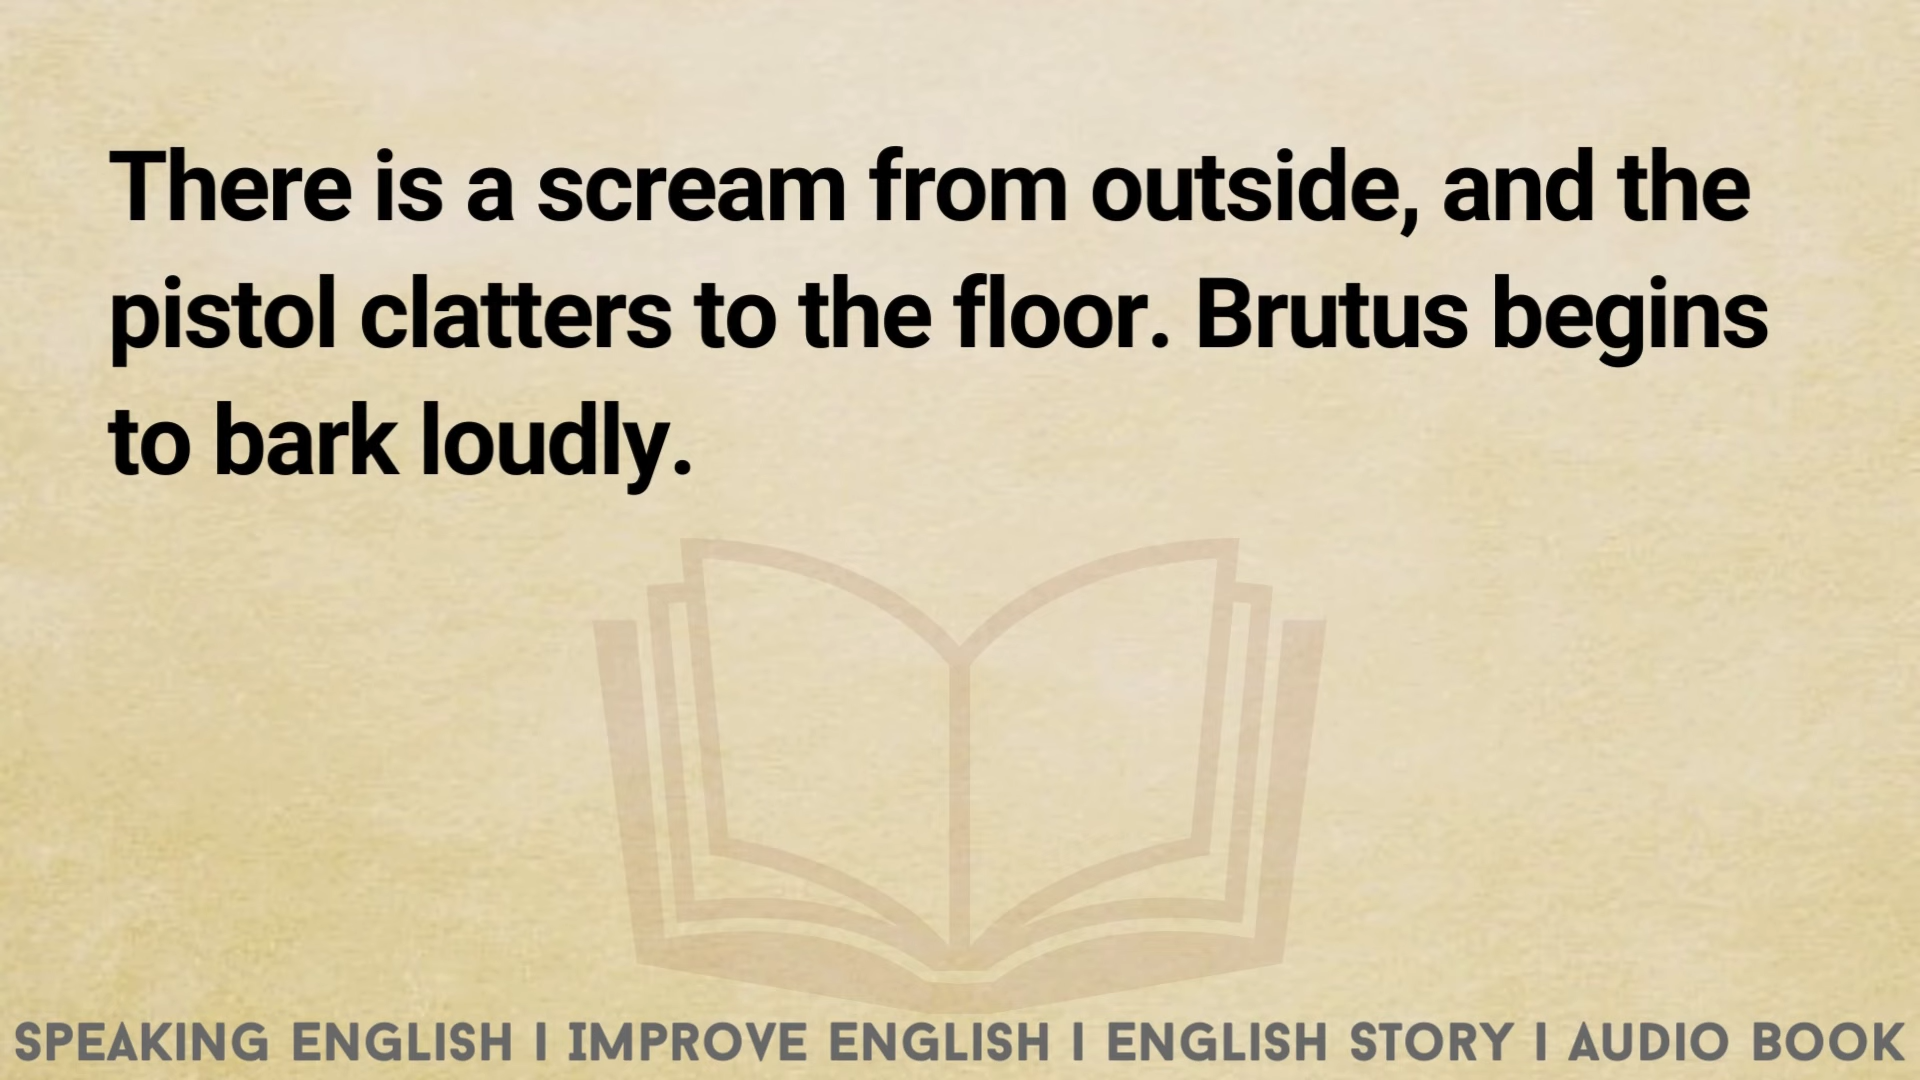 There is a scream from outside, and the
pistol clatters to the floor. Brutus begins
to bark loudly.
SPEAKING ENGLISH I IMPROVE ENGLISH I ENGLISH STORY I AUDIO BOOK